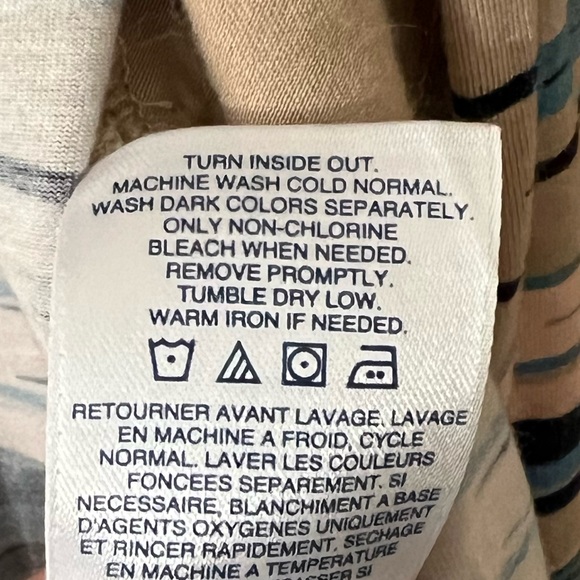 TURN INSIDE OUT.
MACHINE WASH COLD NORMAL.
WASH DARK COLORS SEPARATELY.
ONLY NON-CHLORINE
BLEACH WHEN NEEDED.
REMOVE PROMPTLY.
TUMBLE DRY LOW.
WARM IRON IF NEEDED.
RETOURNER AVANT LAVAGE. LAVAGE
EN MACHINE A FROID, CYCLE
NORMAL. LAVER LES COULEURS
FONCEES SEPAREMENT. SI
NECESSAIRE, BLANCHIMENT A BASE
D'AGENTS OXYGENES UNIQUEMENT
ET RINCER RAPIDEMENT. SECHAGE
EN MACHINE A TEMPERATURE
SI